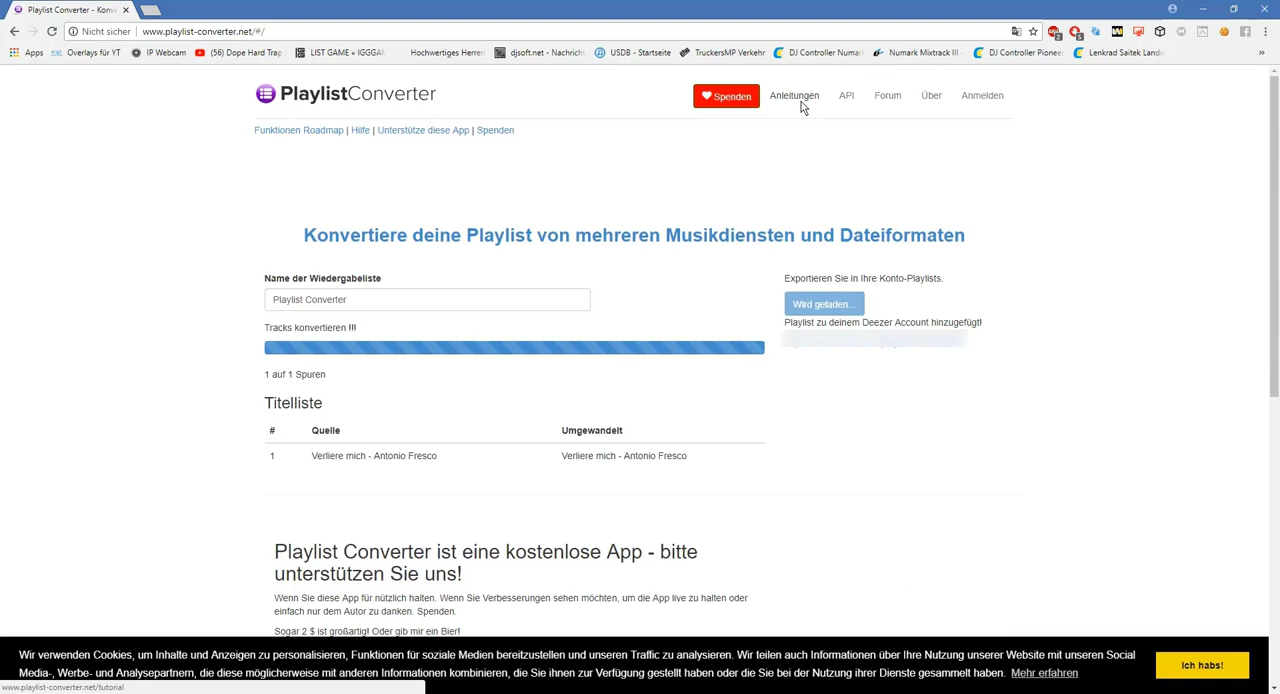 Playlist Converter - Konv
Nicht sicher | www.playlist-converter.net/#/
Apps Overlays für YT IP Webcam (56) Dope Hard Trap LIST GAME « IGGGA Hochwertiges Herren djsoft.net - Nachricht USDB - Startseite TruckersMP Verkehr DJ Controller Numar Numark Mixtrack III - DJ Controller Pioneer Lenkrad Saitek Land »
PlaylistConverter
Spenden Anleitungen API Forum Über Anmelden
Funktionen Roadmap | Hilfe | Unterstütze diese App | Spenden
Konvertiere deine Playlist von mehreren Musikdiensten und Dateiformaten
Name der Wiedergabeliste
Playlist Converter
Tracks konvertieren !!!
1 auf 1 Spuren
Exportieren Sie in Ihre Konto-Playlists.
Wird geladen...
Playlist zu deinem Deezer Account hinzugefügt!
Titelliste
# Quelle Umgewandelt
1 Verliere mich - Antonio Fresco Verliere mich - Antonio Fresco
Playlist Converter ist eine kostenlose App - bitte
unterstützen Sie uns!
Wenn Sie diese App für nützlich halten. Wenn Sie Verbesserungen sehen möchten, um die App live zu halten oder
einfach nur dem Autor zu danken. Spenden.
Sogar 2 $ ist großartig! Oder gib mir ein Bier!
Wir verwenden Cookies, um Inhalte und Anzeigen zu personalisieren, Funktionen für soziale Medien bereitzustellen und unseren Traffic zu analysieren. Wir teilen auch Informationen über Ihre Nutzung unserer Website mit unseren Social
Media-, Werbe- und Analysepartnern, die diese möglicherweise mit anderen Informationen kombinieren, die Sie ihnen zur Verfügung gestellt haben oder die Sie bei der Nutzung ihrer Dienste gesammelt haben. Mehr erfahren
Ich habs!
www.playlist-converter.net/tutorial